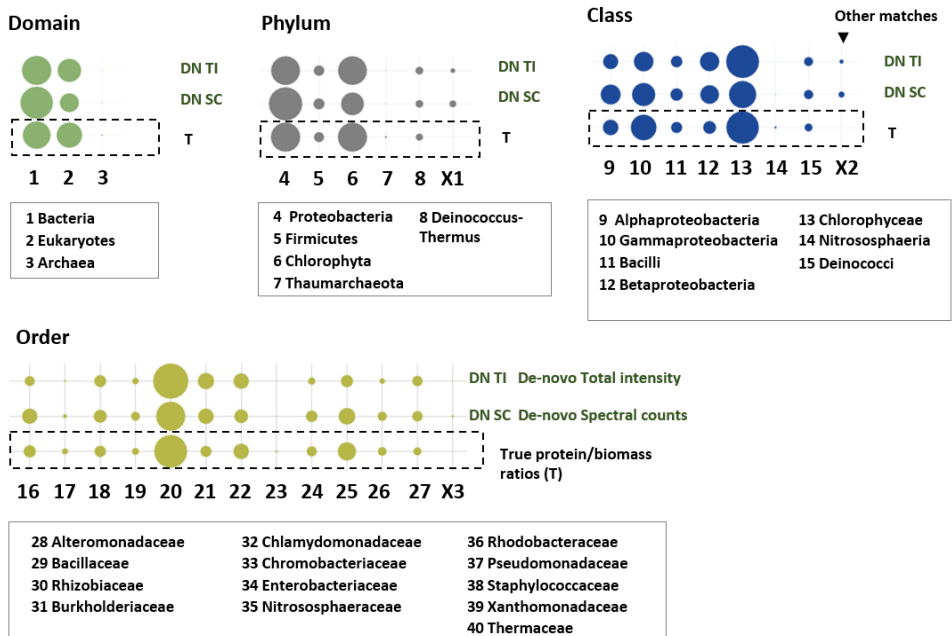 Domain
DN TI
DN SC
T
1 2 3
1 Bacteria
2 Eukaryotes
3 Archaea
Phylum
DN TI
DN SC
T
4 5 6 7 8 X1
4 Proteobacteria
5 Firmicutes
6 Chlorophyta
7 Thaumarchaeota
8 Deinococcus-
Thermus
Class
Other matches
DN TI
DN SC
T
9 10 11 12 13 14 15 X2
9 Alphaproteobacteria
10 Gammaproteobacteria
11 Bacilli
12 Betaproteobacteria
13 Chlorophyceae
14 Nitrososphaeria
15 Deinococci
Order
DN TI De-novo Total intensity
DN SC De-novo Spectral counts
True protein/biomass
ratios (T)
16 17 18 19 20 21 22 23 24 25 26 27 X3
28 Alteromonadaceae
29 Bacillaceae
30 Rhizobiaceae
31 Burkholderiaceae
32 Chlamydomonadaceae
33 Chromobacteriaceae
34 Enterobacteriaceae
35 Nitrososphaeraceae
36 Rhodobacteraceae
37 Pseudomonadaceae
38 Staphylococcaceae
39 Xanthomonadaceae
40 Thermaceae